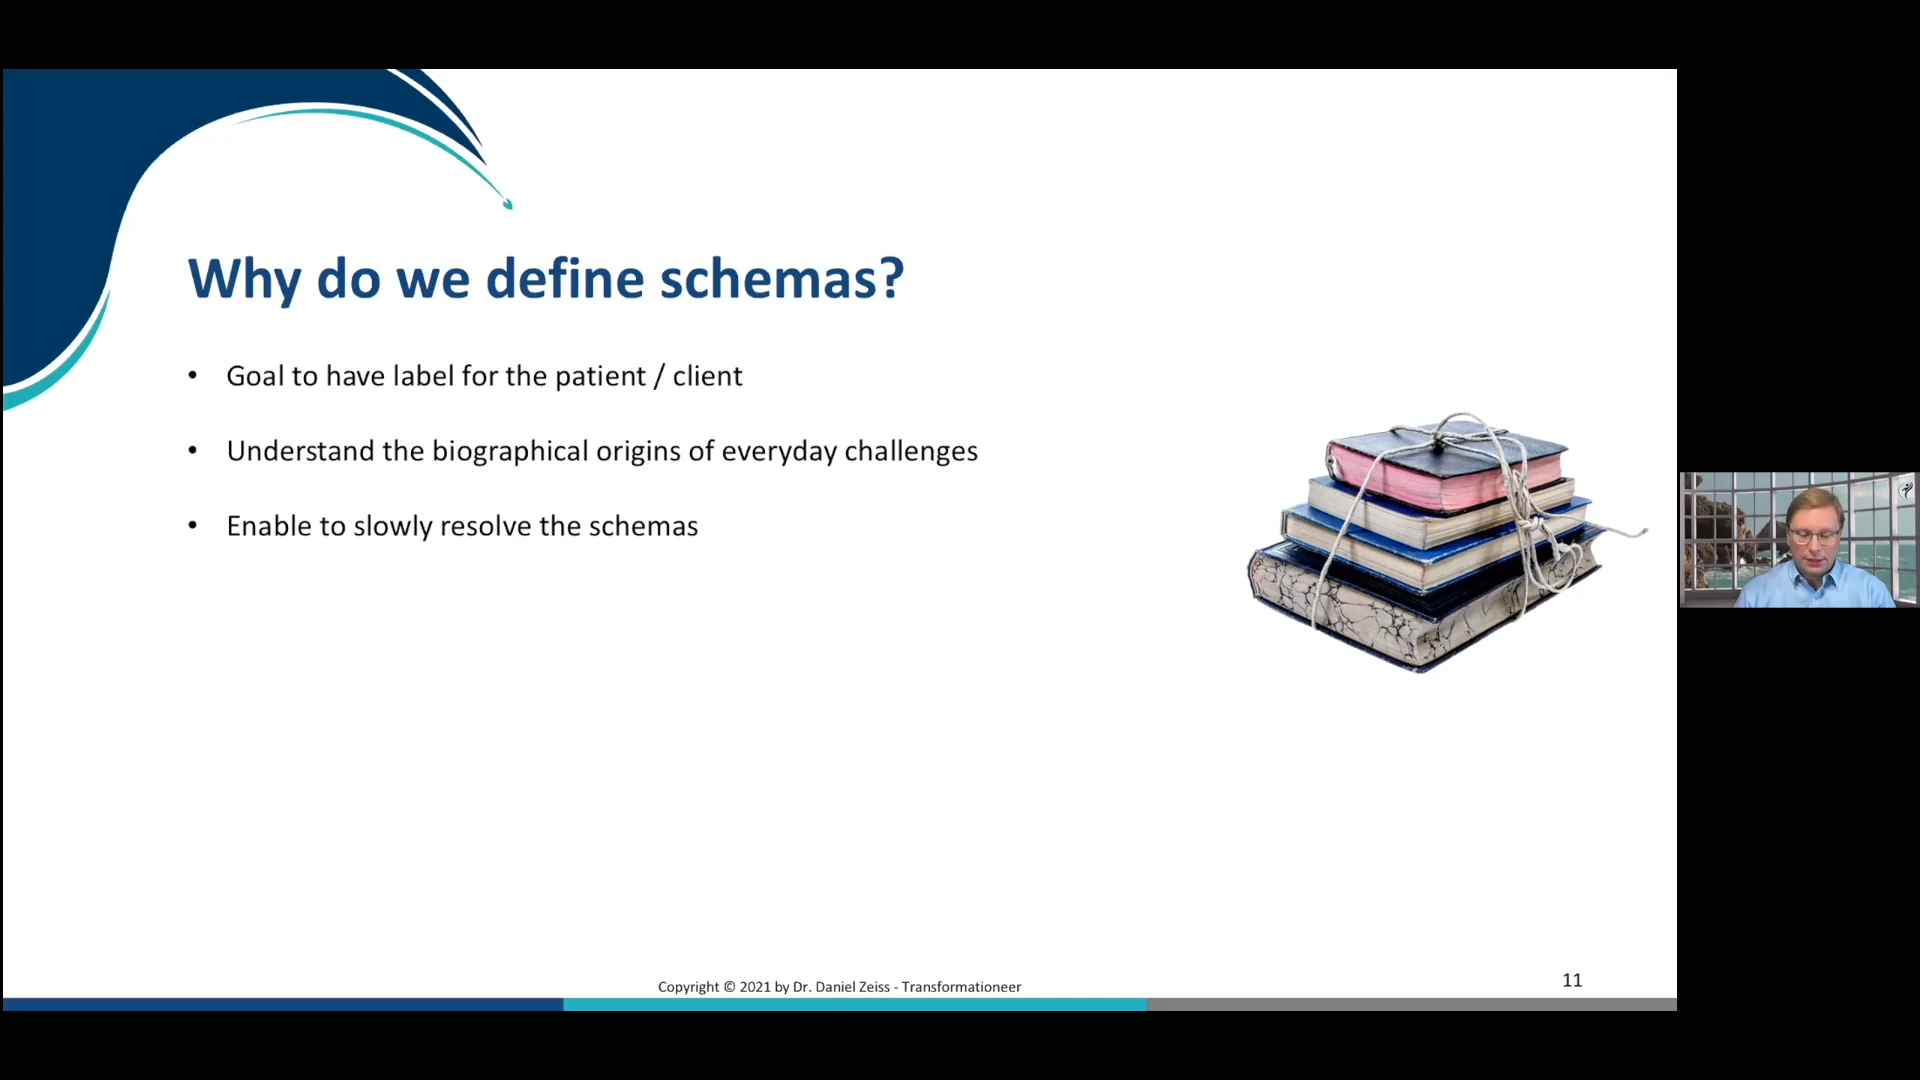 Why do we define schemas?
• Goal to have label for the patient / client
• Understand the biographical origins of everyday challenges
• Enable to slowly resolve the schemas
Copyright © 2021 by Dr. Daniel Zeiss - Transformationeer
11